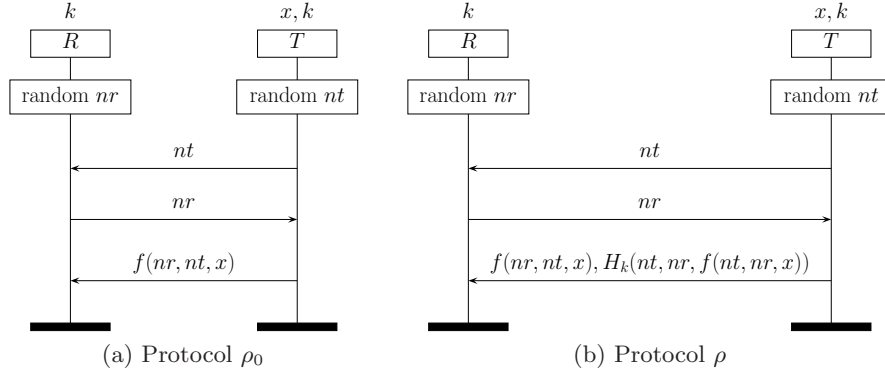 k x, k k x, k
R T R T
random nr random nt random nr random nt
nt nt
nr nr
f(nr, nt, x) f(nr, nt, x), H_k(nt, nr, f(nt, nr, x))
(a) Protocol ρ₀ (b) Protocol ρ